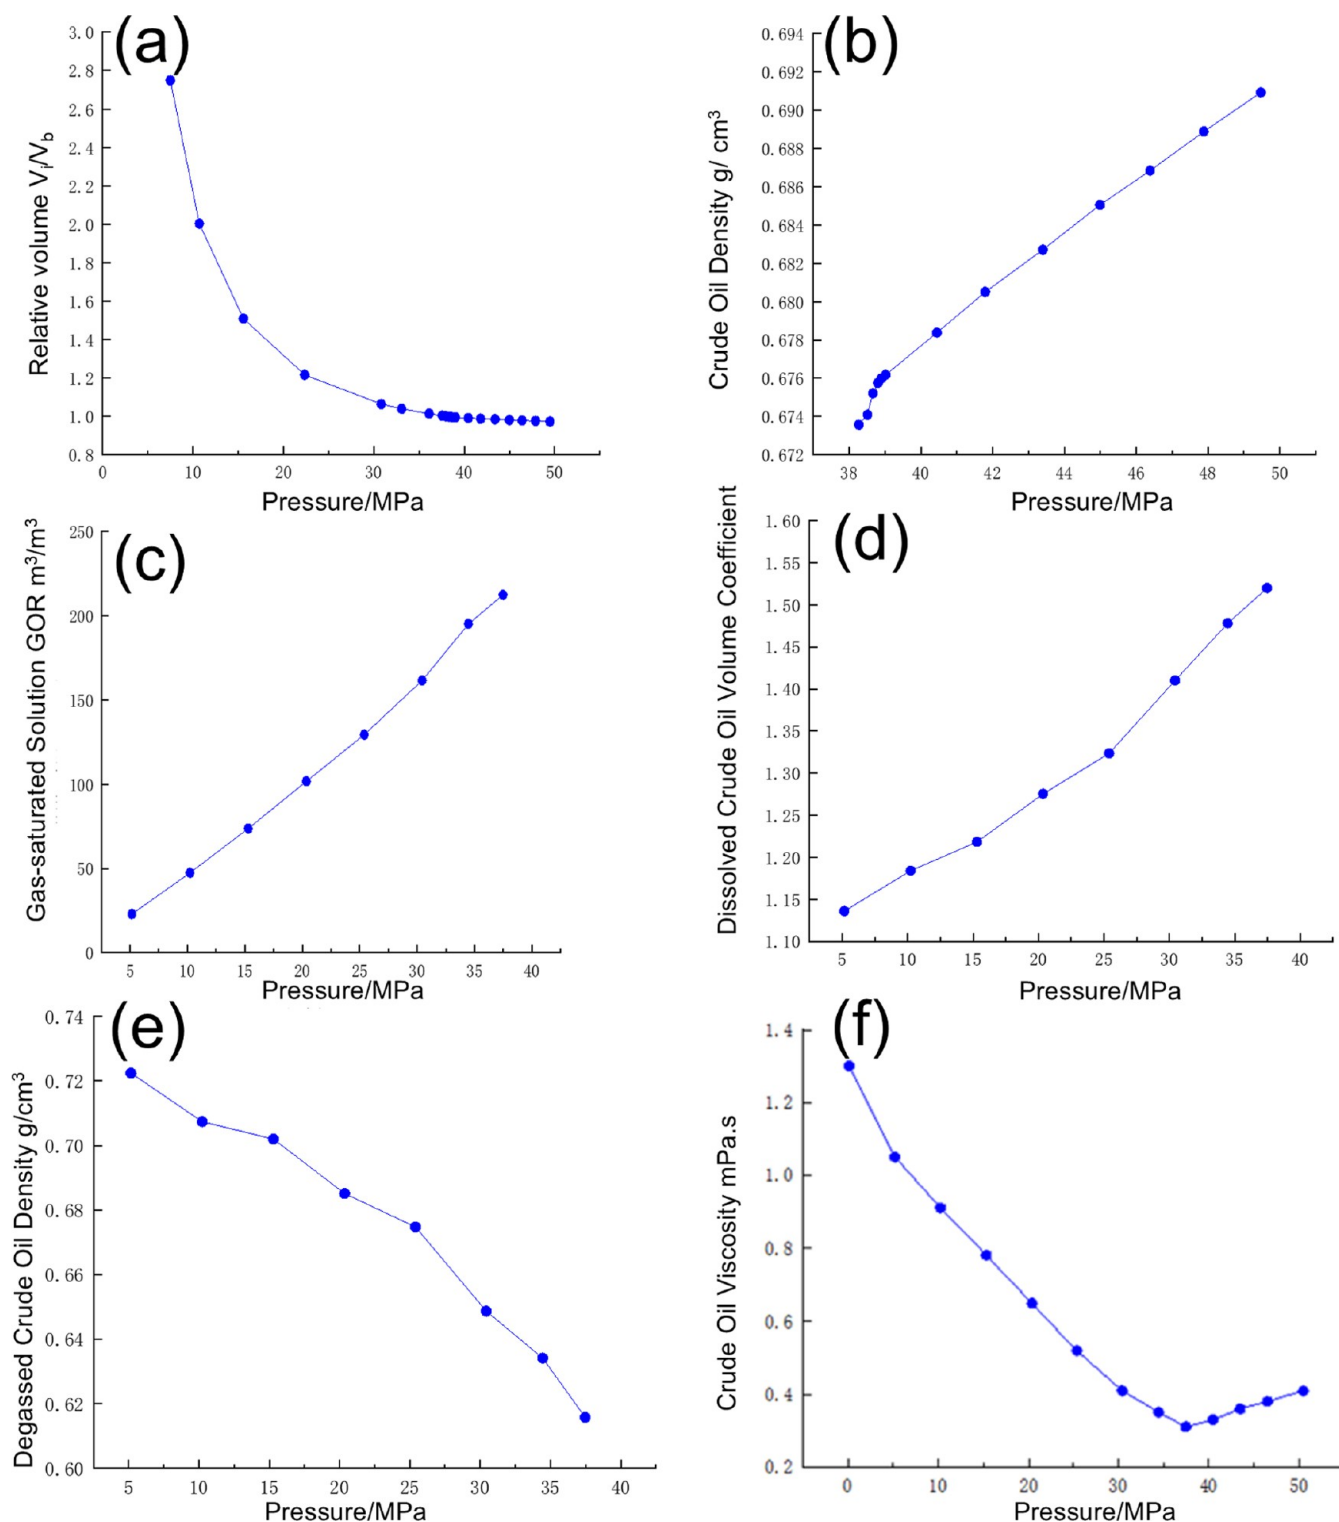 (a)
Relative volume Vi/Vb
3.0
2.8
2.6
2.4
2.2
2.0
1.8
1.6
1.4
1.2
1.0
0.8
0 10 20 30 40 50
Pressure/MPa
(b)
Crude Oil Density g/ cm³
0.694
0.692
0.690
0.688
0.686
0.684
0.682
0.680
0.678
0.676
0.674
0.672
38 40 42 44 46 48 50
Pressure/MPa
(c)
Gas-saturated Solution GOR m³/m³
250
200
150
100
50
0
5 10 15 20 25 30 35 40
Pressure/MPa
(d)
Dissolved Crude Oil Volume Coefficient
1.60
1.55
1.50
1.45
1.40
1.35
1.30
1.25
1.20
1.15
1.10
5 10 15 20 25 30 35 40
Pressure/MPa
(e)
Degassed Crude Oil Density g/cm³
0.74
0.72
0.70
0.68
0.66
0.64
0.62
0.60
5 10 15 20 25 30 35 40
Pressure/MPa
(f)
Crude Oil Viscosity mPa.s
1.4
1.2
1.0
0.8
0.6
0.4
0.2
0 10 20 30 40 50
Pressure/MPa